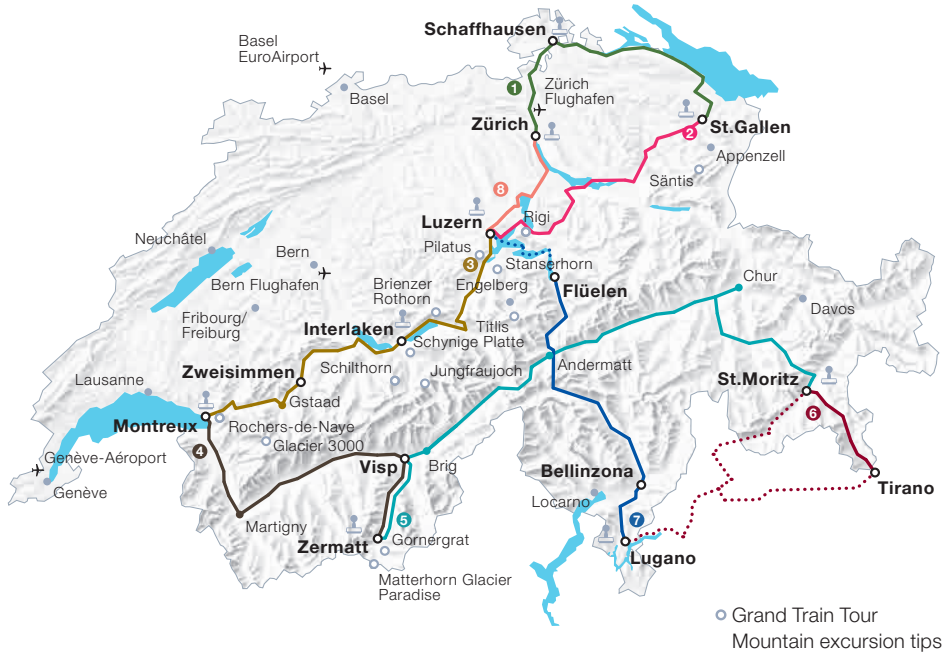 Schaffhausen
Basel
EuroAirport
Basel
1
Zürich
Flughafen
Zürich
2
St.Gallen
Appenzell
Säntis
8
Luzern
Rigi
Neuchâtel
Pilatus
3
Bern
Stanserhorn
Bern Flughafen
Engelberg
Flüelen
Chur
Brienzer
Rothorn
Davos
Fribourg/
Freiburg
Titlis
Interlaken
Schynige Platte
Schilthorn
Jungfraujoch
Andermatt
Zweisimmen
St.Moritz
Lausanne
Gstaad
6
Montreux
Rochers-de-Naye
Glacier 3000
4
Visp
Brig
Genève-Aéroport
Genève
Bellinzona
Tirano
Locarno
Martigny
5
7
Zermatt
Gornergrat
Lugano
Matterhorn Glacier
Paradise
Grand Train Tour
Mountain excursion tips